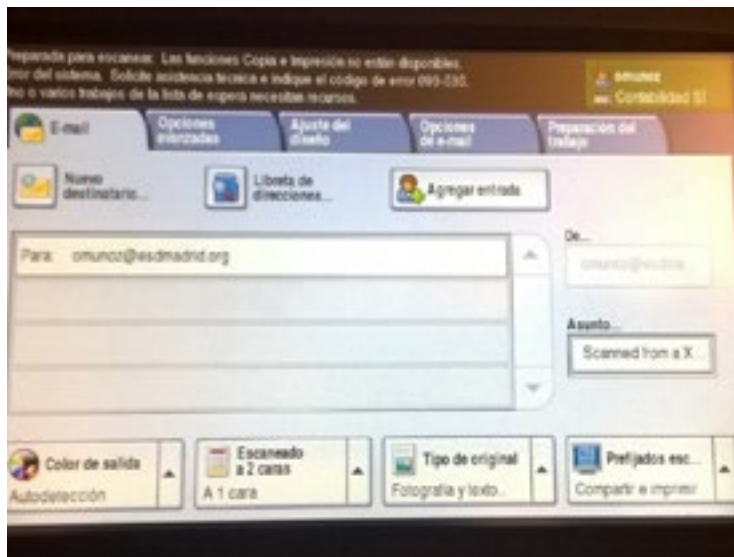 Preparada para escanear. Las funciones Copia e Impresión no están disponibles.
Error del sistema. Solicite asistencia técnica e indique el código de error 093-
Uno o varios trabajos de la lista de espera necesitan recursos.
omunoz
Contabilidad
E-mail
Opciones avanzadas
Ajuste del diseño
Opciones de e-mail
Preparación del trabajo
Nuevo destinatario...
Libreta de direcciones...
Agregar entrada
Para: omunoz@esdmadrid.org
De...
Asunto...
Scanned from a X
Color de salida
Autodetección
Escaneado a 2 caras
A 1 cara
Tipo de original
Fotografía y texto...
Prefijados esc...
Compartir e imprimir